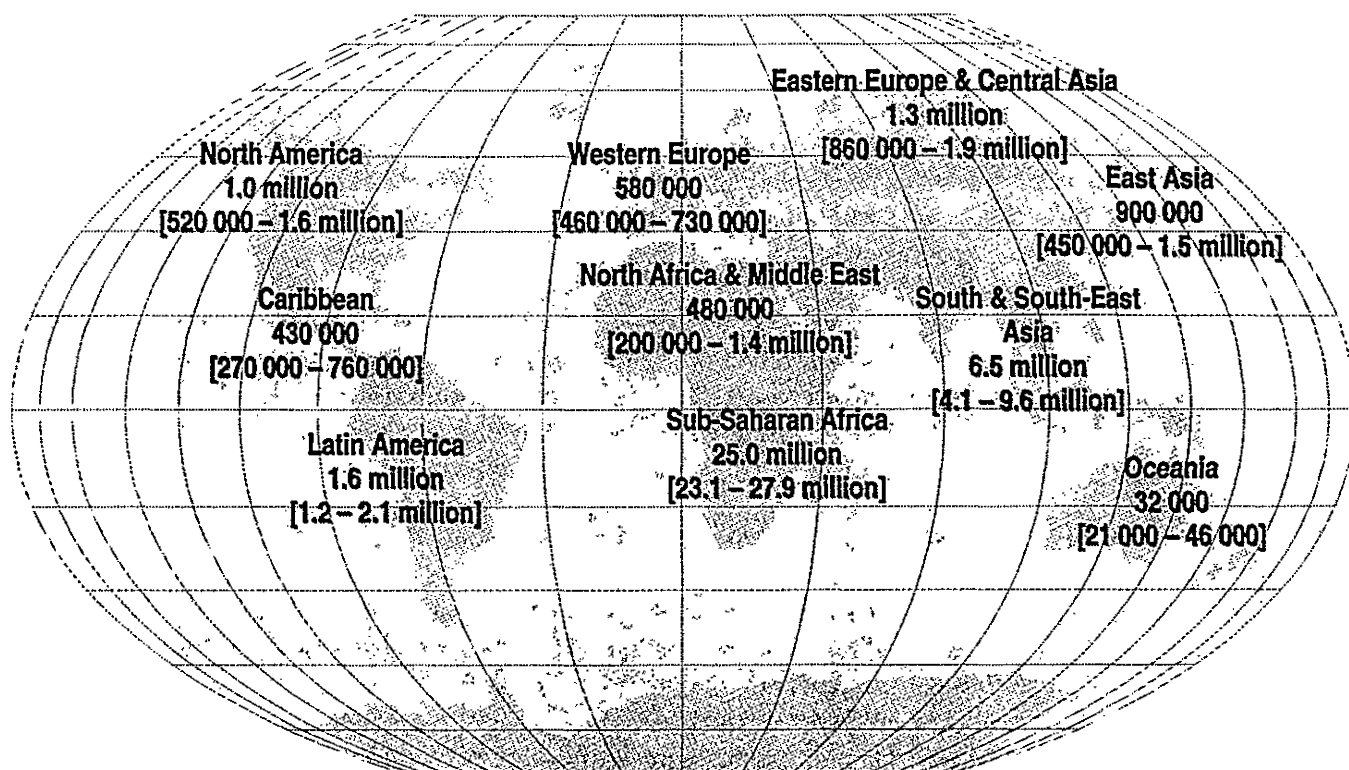 Eastern Europe & Central Asia
1.3 million
[860 000 – 1.9 million]
North America
1.0 million
[520 000 – 1.6 million]
Western Europe
580 000
[460 000 – 730 000]
East Asia
900 000
[450 000 – 1.5 million]
North Africa & Middle East
480 000
[200 000 – 1.4 million]
Caribbean
430 000
[270 000 – 760 000]
South & South-East
Asia
6.5 million
[4.1 – 9.6 million]
Sub-Saharan Africa
25.0 million
[23.1 – 27.9 million]
Latin America
1.6 million
[1.2 – 2.1 million]
Oceania
32 000
[21 000 – 46 000]